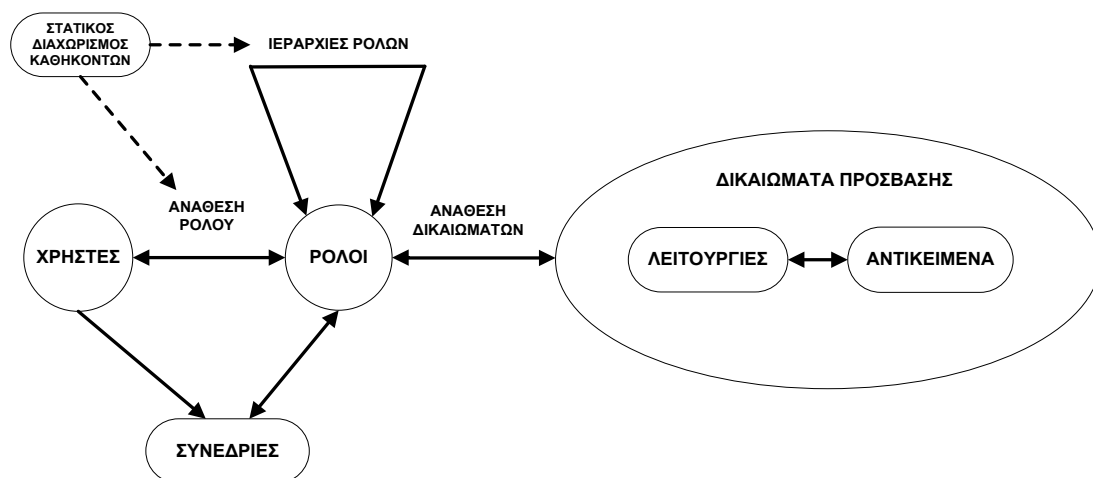 ΣΤΑΤΙΚΟΣ
ΔΙΑΧΩΡΙΣΜΟΣ
ΚΑΘΗΚΟΝΤΩΝ
ΙΕΡΑΡΧΙΕΣ ΡΟΛΩΝ
ΔΙΚΑΙΩΜΑΤΑ ΠΡΟΣΒΑΣΗΣ
ΑΝΑΘΕΣΗ
ΡΟΛΟΥ
ΑΝΑΘΕΣΗ
ΔΙΚΑΙΩΜΑΤΩΝ
ΧΡΗΣΤΕΣ
ΡΟΛΟΙ
ΛΕΙΤΟΥΡΓΙΕΣ
ΑΝΤΙΚΕΙΜΕΝΑ
ΣΥΝΕΔΡΙΕΣ